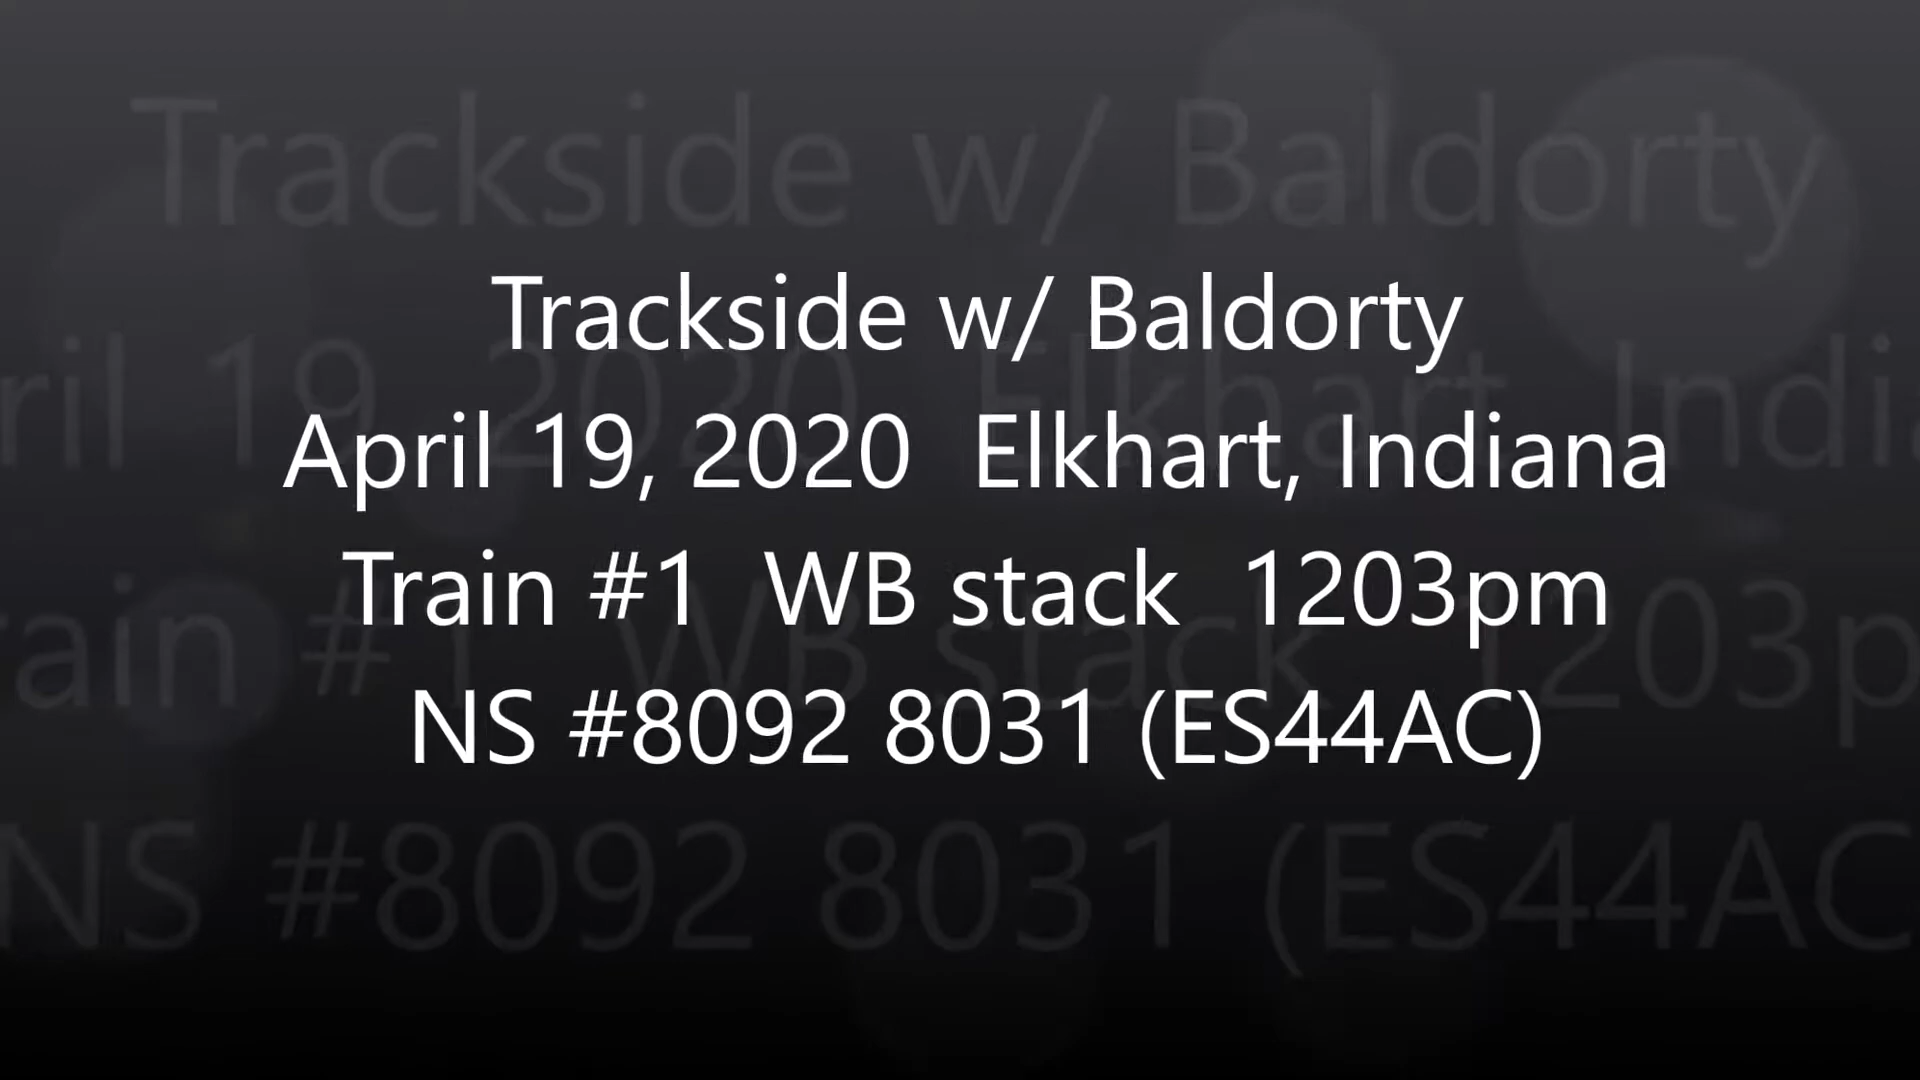 Trackside w/ Baldorty
April 19, 2020 Elkhart, Indiana
Train #1 WB stack 1203pm
NS #8092 8031 (ES44AC)